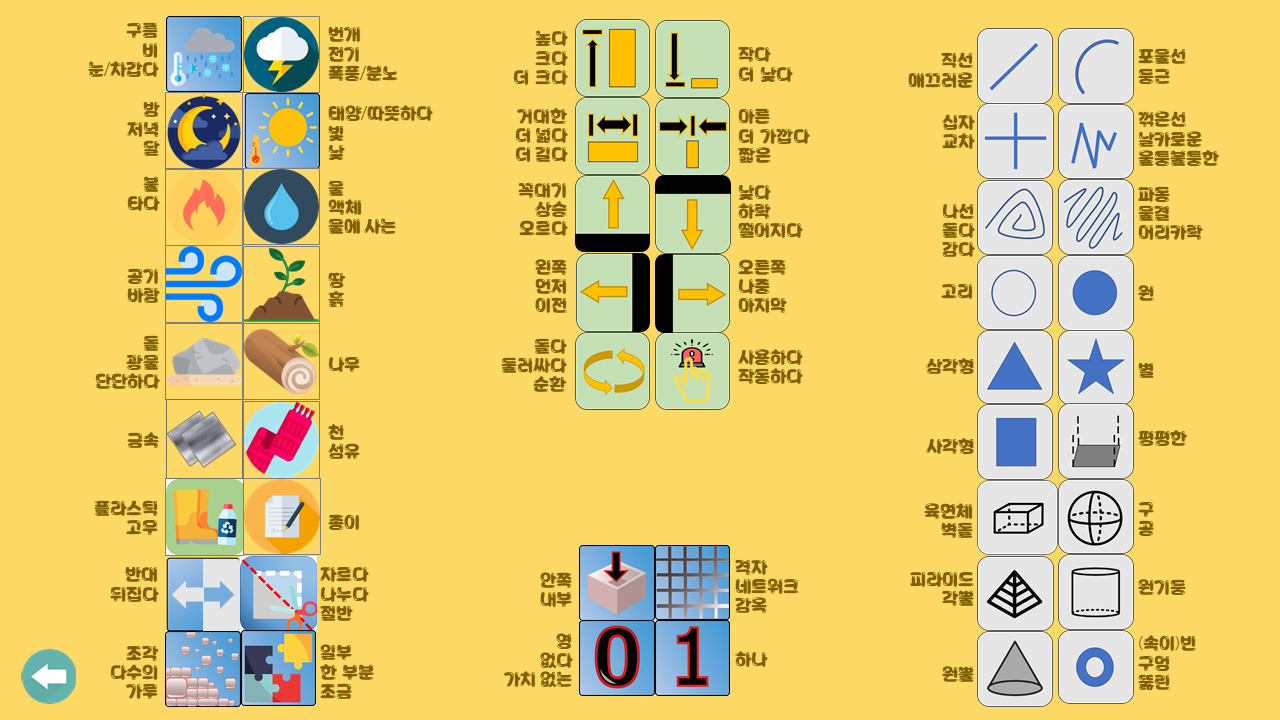 구름
비
눈/차갑다
번개
전기
폭풍/분노
밤
저녁
달
태양/따뜻하다
빛
낮
불
타다
물
액체
물에 사는
공기
바람
땅
흙
돌
광물
단단하다
나무
금속
천
섬유
플라스틱
고무
종이
반대
뒤집다
자르다
나누다
절반
조각
다수의
가루
일부
한 부분
조금
높다
크다
더 크다
작다
더 낮다
거대한
더 넓다
더 길다
마른
더 가깝다
짧은
꼭대기
상승
오르다
낮다
하락
떨어지다
왼쪽
먼저
이전
오른쪽
나중
마지막
돌다
둘러싸다
순환
사용하다
작동하다
안쪽
내부
격자
네트워크
감옥
영
없다
가치 없는
0
1
하나
직선
매끄러운
포물선
둥근
십자
교차
꺾은선
날카로운
울퉁불퉁한
나선
돌다
감다
파동
물결
머리카락
고리
원
삼각형
별
사각형
평평한
육면체
벽돌
구
공
피라미드
각뿔
원기둥
원뿔
(속이)빈
구멍
뚫린